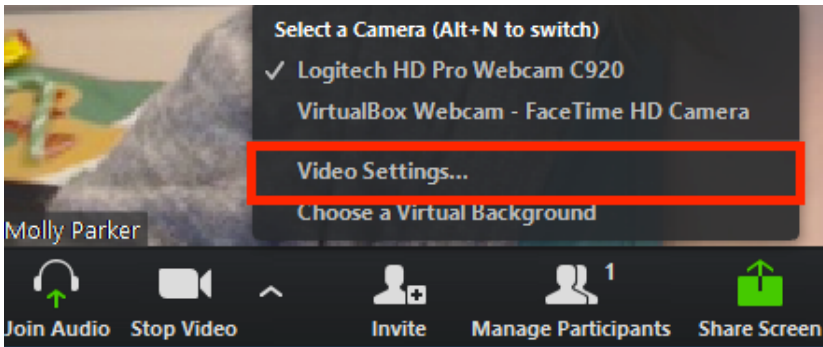 Select a Camera (Alt+N to switch)
✓ Logitech HD Pro Webcam C920
VirtualBox Webcam - FaceTime HD Camera
Video Settings...
Choose a Virtual Background
Molly Parker
1
Join Audio Stop Video Invite Manage Participants Share Screen